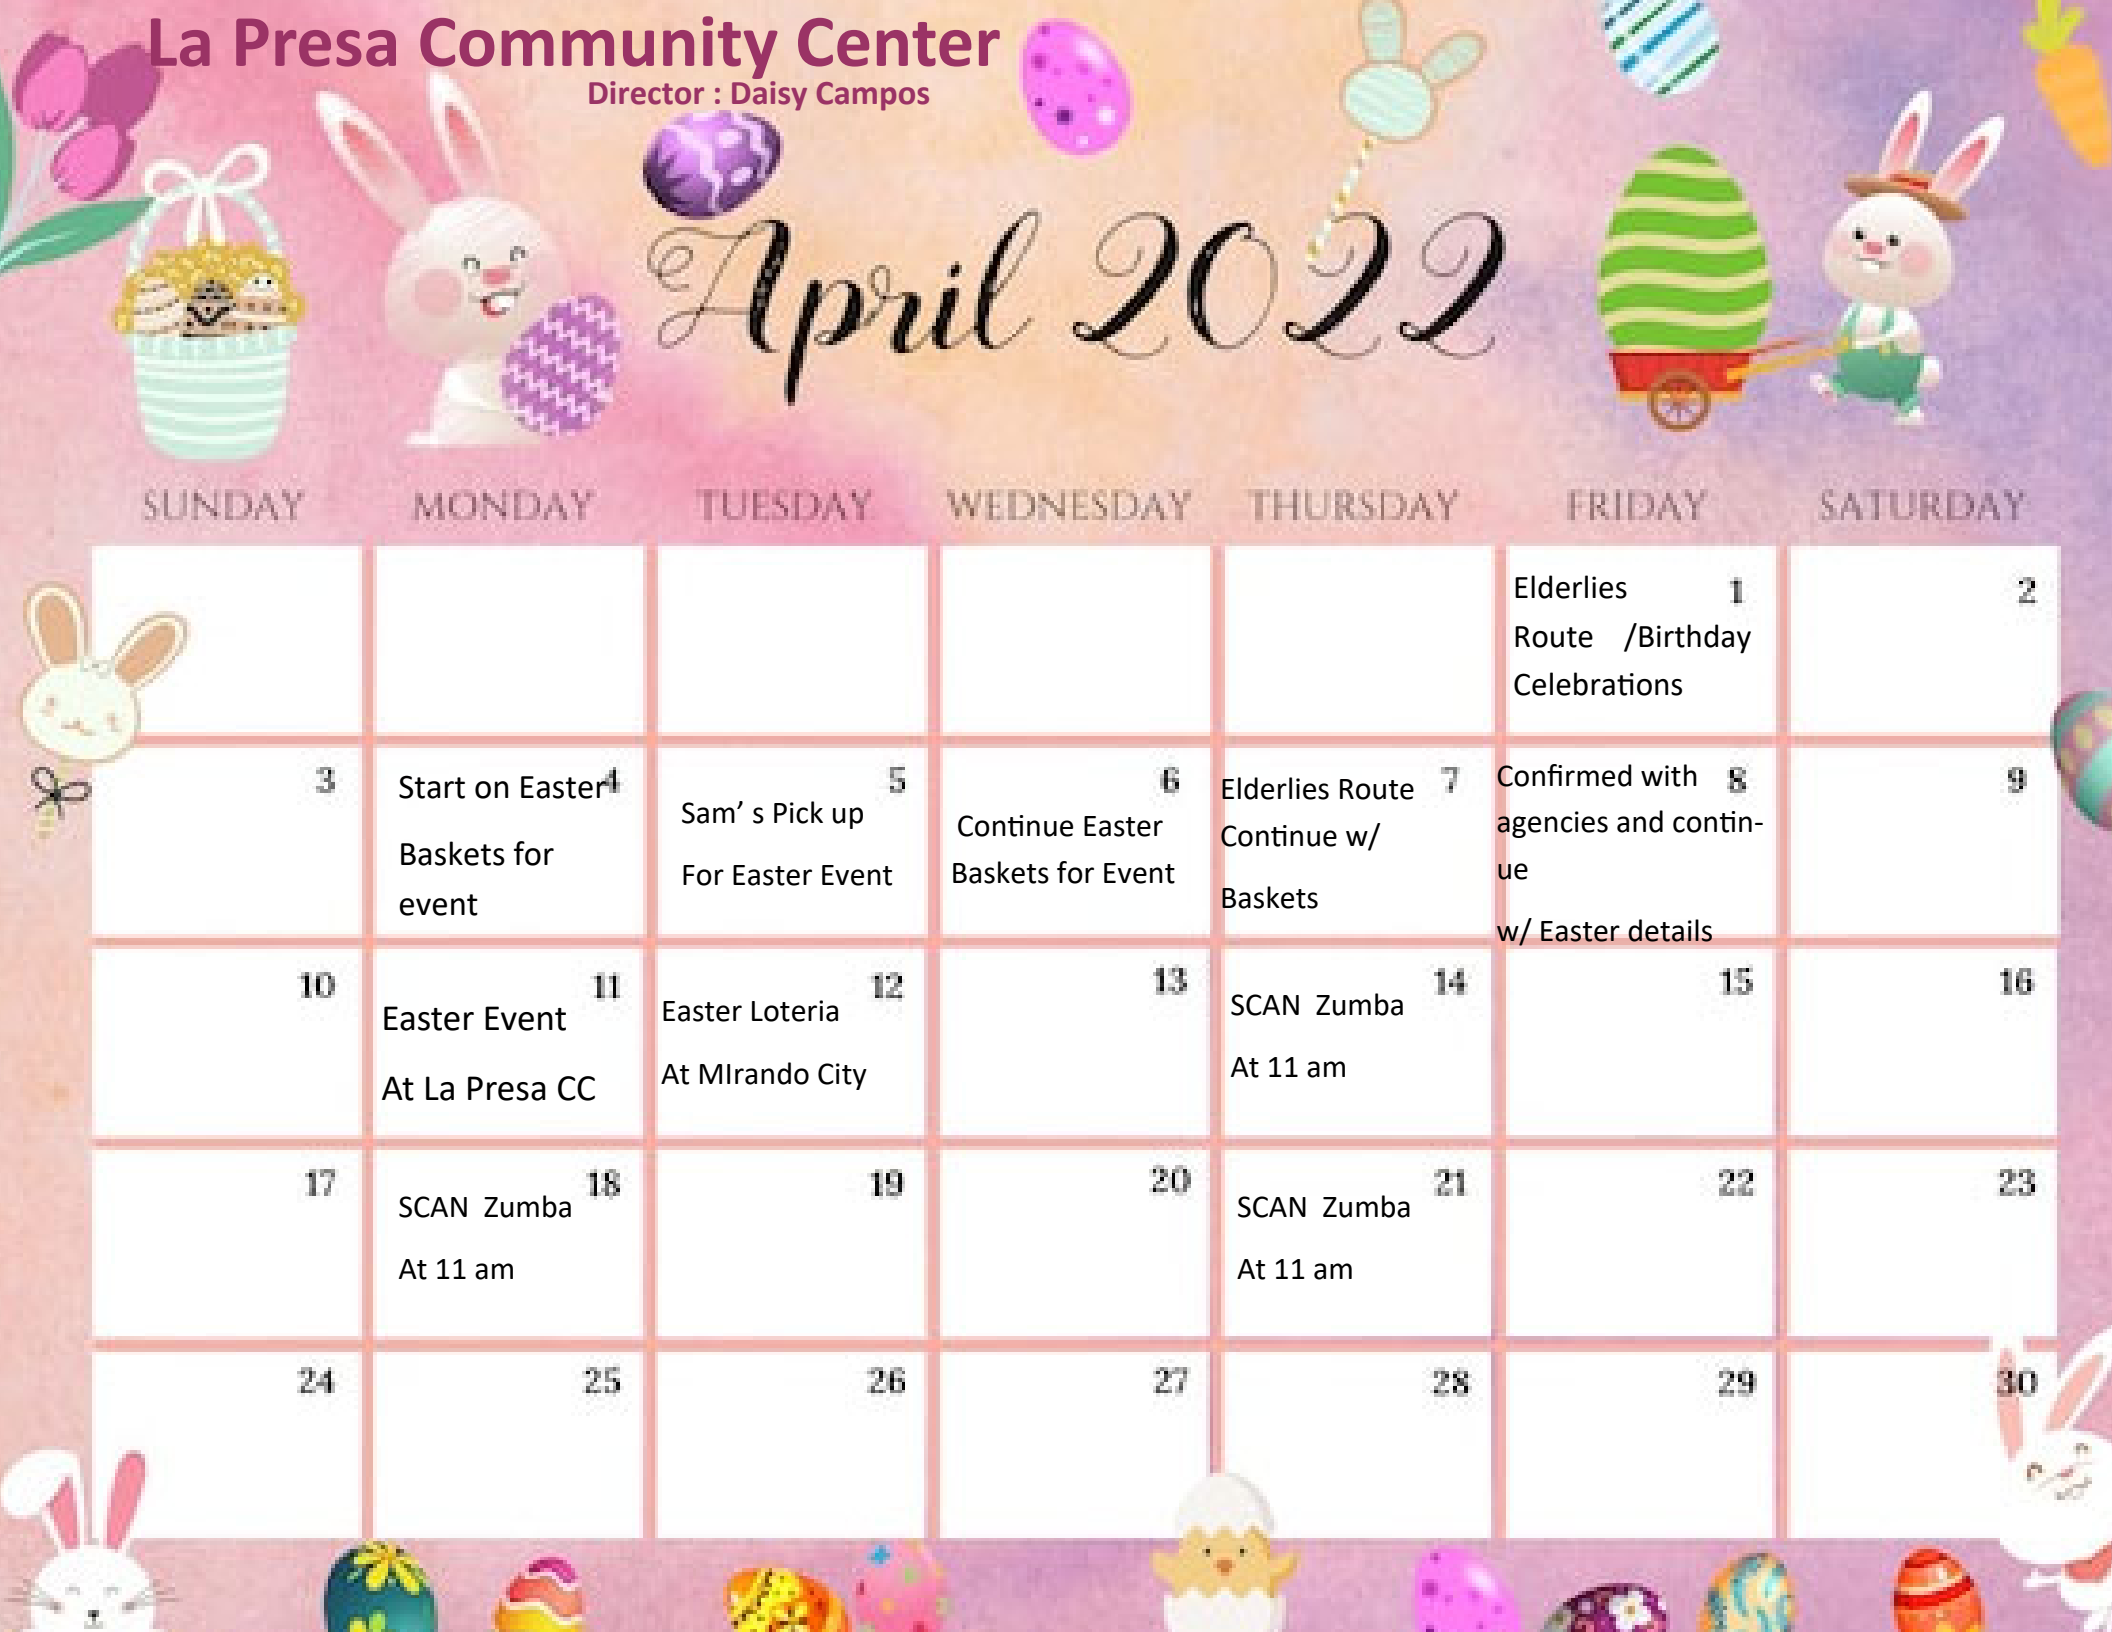 La Presa Community Center
Director : Daisy Campos
April 2022
SUNDAY MONDAY TUESDAY WEDNESDAY THURSDAY FRIDAY SATURDAY
1
Elderlies
Route /Birthday
Celebrations
2
3
4
Start on Easter
Baskets for
event
5
Sam’ s Pick up
For Easter Event
6
Continue Easter
Baskets for Event
7
Elderlies Route
Continue w/
Baskets
8
Confirmed with
agencies and contin-
ue
w/ Easter details
9
10
11
Easter Event
At La Presa CC
12
Easter Loteria
At MIrando City
13
14
SCAN Zumba
At 11 am
15
16
17
18
SCAN Zumba
At 11 am
19
20
21
SCAN Zumba
At 11 am
22
23
24
25
26
27
28
29
30